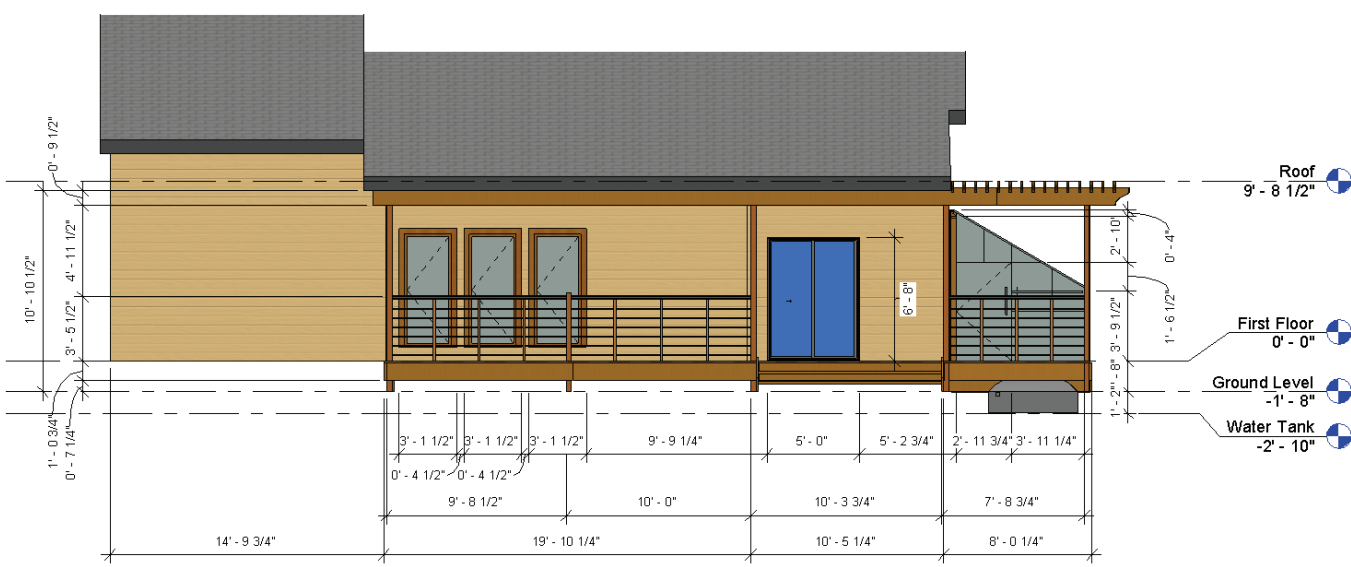 0' - 9 1/2"
4' - 11 1/2"
10' - 10 1/2"
3' - 5 1/2"
1' - 0 3/4"
0' - 7 1/4"
6' - 8"
2' - 10"
0' - 4"
1' - 6 1/2"
3' - 9 1/2"
1' - 8"
1' - 2"
Roof
9' - 8 1/2"
First Floor
0' - 0"
Ground Level
-1' - 8"
Water Tank
-2' - 10"
3' - 1 1/2" 3' - 1 1/2" 3' - 1 1/2" 9' - 9 1/4" 5' - 0" 5' - 2 3/4" 2' - 11 3/4" 3' - 11 1/4"
0' - 4 1/2" 0' - 4 1/2"
9' - 8 1/2" 10' - 0" 10' - 3 3/4" 7' - 8 3/4"
14' - 9 3/4" 19' - 10 1/4" 10' - 5 1/4" 8' - 0 1/4"